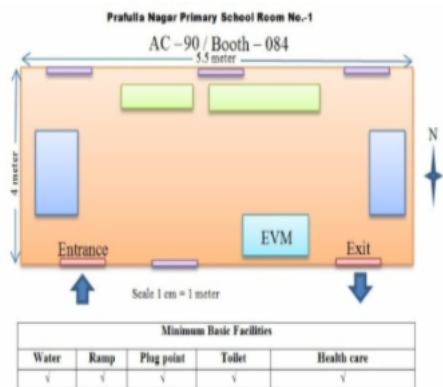 Prafulla Nagar Primary School Room No.-1
AC –90 / Booth – 084
5.5 meter
N
4 meter
EVM
Entrance
Exit
Scale 1 cm = 1 meter
Minimum Basic Facilities
Water Ramp Plug point Toilet Health care
√ √ √ √ √